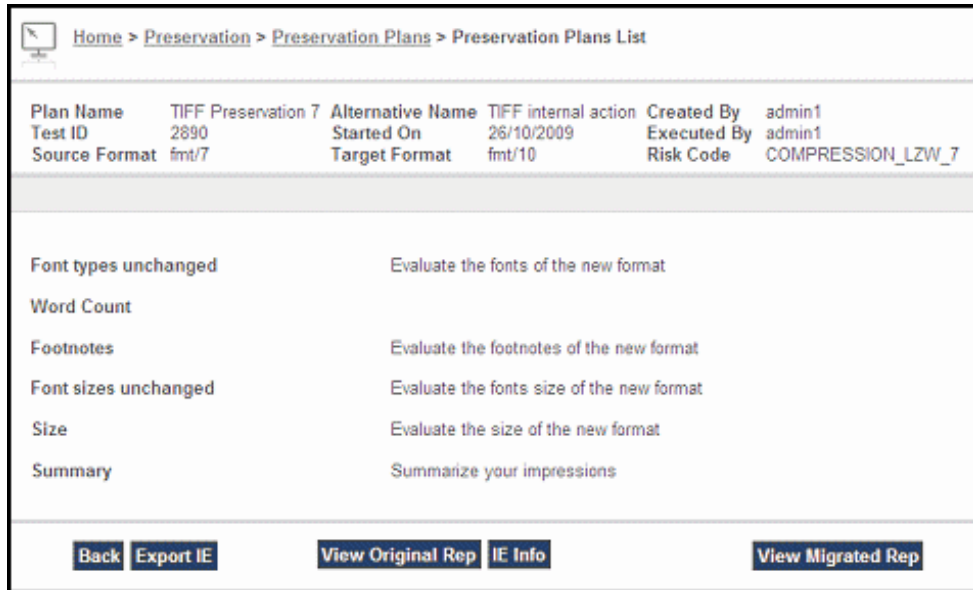 Home > Preservation > Preservation Plans > Preservation Plans List
Plan Name TIFF Preservation 7 Alternative Name TIFF internal action Created By admin1
Test ID 2890 Started On 26/10/2009 Executed By admin1
Source Format fmt/7 Target Format fmt/10 Risk Code COMPRESSION_LZW_7
Font types unchanged Evaluate the fonts of the new format
Word Count
Footnotes Evaluate the footnotes of the new format
Font sizes unchanged Evaluate the fonts size of the new format
Size Evaluate the size of the new format
Summary Summarize your impressions
Back Export IE View Original Rep IE Info View Migrated Rep